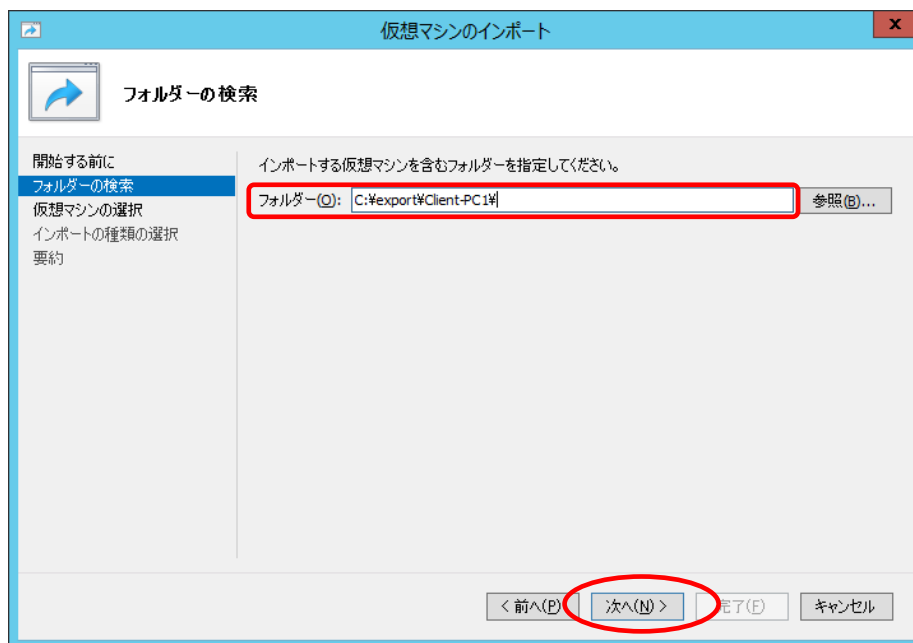 仮想マシンのインポート
x
フォルダーの検索
開始する前に
フォルダーの検索
仮想マシンの選択
インポートの種類の選択
要約
インポートする仮想マシンを含むフォルダーを指定してください。
フォルダー(O): C:¥export¥Client-PC1¥ 参照(B)...
< 前へ(P) 次へ(N) > 完了(F) キャンセル